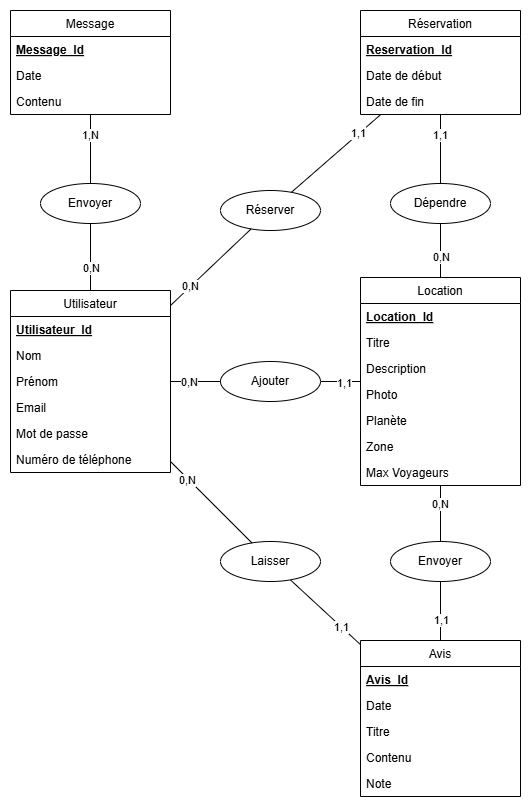 Message
Message_Id
Date
Contenu
1,N
Envoyer
0,N
Réservation
Reservation_Id
Date de début
Date de fin
1,1
1,1
Réserver
0,N
Dépendre
0,N
Utilisateur
Utilisateur_Id
Nom
Prénom
Email
Mot de passe
Numéro de téléphone
0,N
Ajouter
1,1
Location
Location_Id
Titre
Description
Photo
Planète
Zone
Max Voyageurs
0,N
Laisser
1,1
0,N
Envoyer
1,1
Avis
Avis_Id
Date
Titre
Contenu
Note